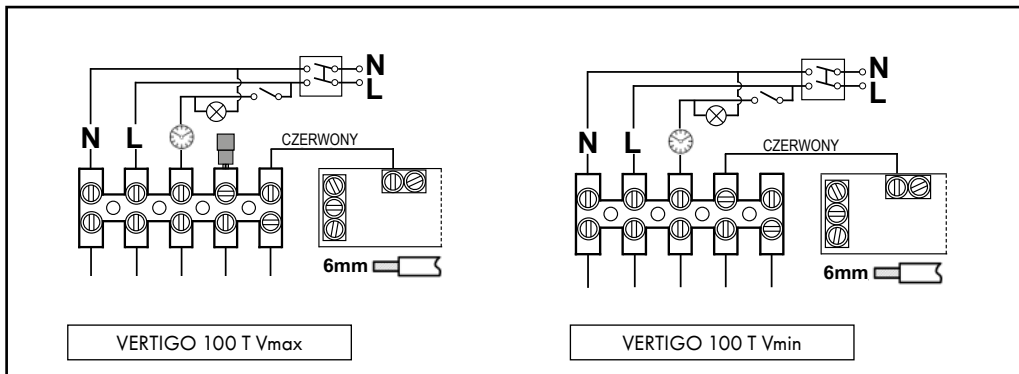 N
L
N L
CZERWONY
6mm
VERTIGO 100 T Vmax
N
L
N L
CZERWONY
6mm
VERTIGO 100 T Vmin